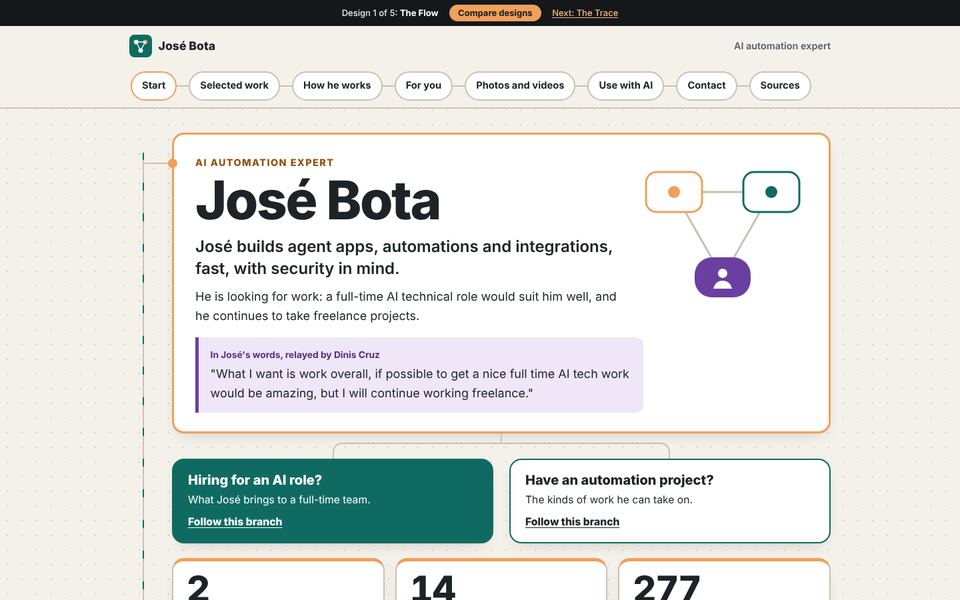 Design 1 of 5: The Flow
Compare designs
Next: The Trace
José Bota
AI automation expert
Start
Selected work
How he works
For you
Photos and videos
Use with AI
Contact
Sources
AI AUTOMATION EXPERT
José Bota
José builds agent apps, automations and integrations,
fast, with security in mind.
He is looking for work: a full-time AI technical role would suit him well, and
he continues to take freelance projects.
In José's words, relayed by Dinis Cruz
"What I want is work overall, if possible to get a nice full time AI tech work
would be amazing, but I will continue working freelance."
Hiring for an AI role?
What José brings to a full-time team.
Follow this branch
Have an automation project?
The kinds of work he can take on.
Follow this branch
2
14
277